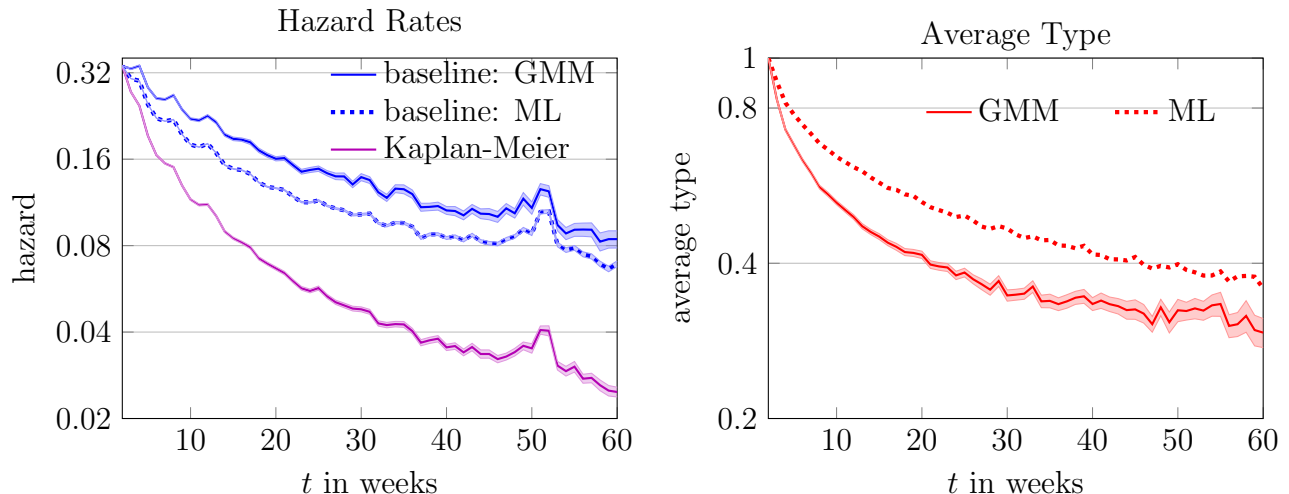 Hazard Rates
0.32
0.16
0.08
0.04
0.02
hazard
baseline: GMM
baseline: ML
Kaplan-Meier
10 20 30 40 50 60
t in weeks
Average Type
1
0.8
0.4
0.2
average type
GMM ML
10 20 30 40 50 60
t in weeks